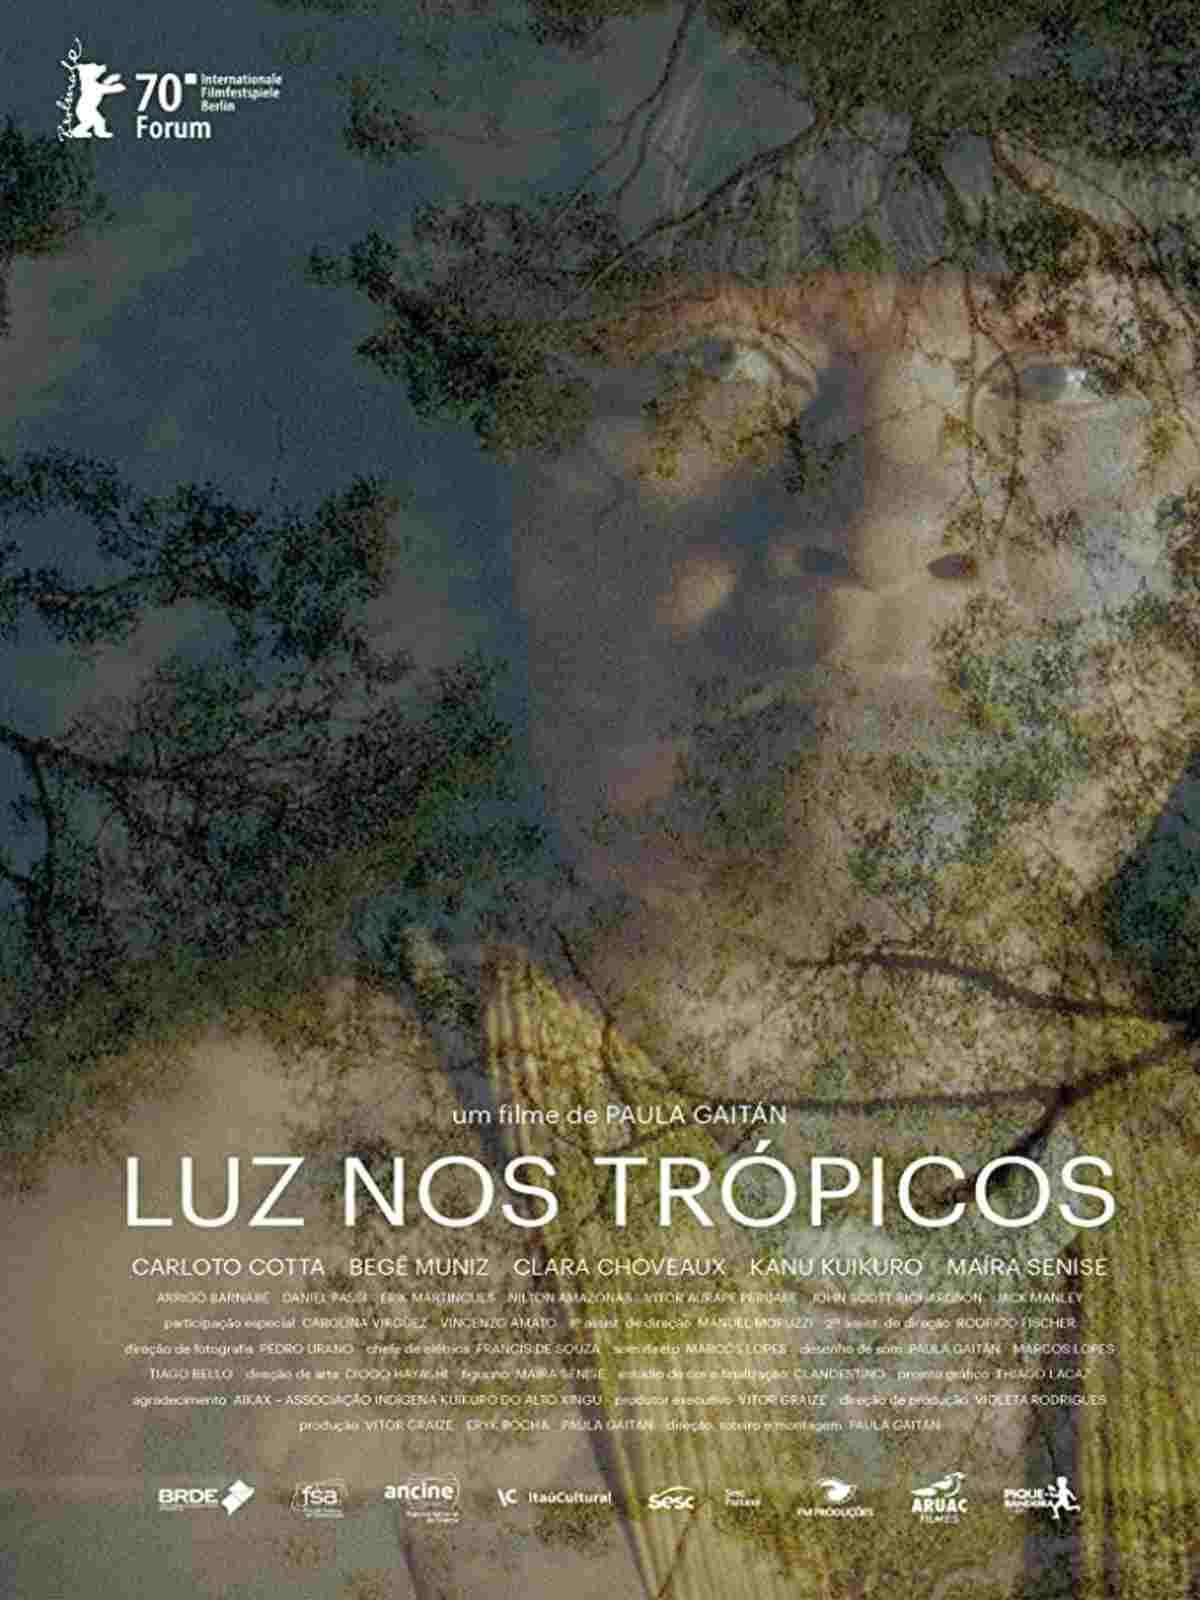 Berlinale
70 Internationale
Filmfestspiele
Berlin
Forum
um filme de PAULA GAITÁN
LUZ NOS TRÓPICOS
CARLOTO COTTA BEGÊ MUNIZ CLARA CHOVEAUX KANU KUIKURO MAÍRA SENISE
ARRIGO BARNABÉ DANIEL PASSI ERIK MARTINCUES NILTON AMAZONAS VITOR AURAPE PERUARE JOHN SCOTT RICHARDSON JACK MANLEY
participação especial CAROLINA VIRGÜEZ VINCENZO AMATO 1º assist. de direção MANUEL MORUZZI 2º assist. de direção RODRIGO FISCHER
direção de fotografia PEDRO URANO chefe de elétrica FRANCIS DE SOUZA som direto MARCOS LOPES desenho de som PAULA GAITÁN MARCOS LOPES
TIAGO BELLO direção de arte DIOGO HAYASHI figurino MAÍRA SENISE estúdio de cor e finalização CLANDESTINO projeto gráfico THIAGO LACAZ
agradecimento AIKAX – ASSOCIAÇÃO INDÍGENA KUIKURO DO ALTO XINGU produtor executivo VITOR GRAIZE direção de produção VIOLETA RODRIGUES
produção VITOR GRAIZE ERYK ROCHA PAULA GAITÁN direção, roteiro e montagem PAULA GAITÁN
BRDE fsa ancine ItaúCultural Sesc FM PRODUÇÕES ARUAC FILMES PIQUE-BANDEIRA